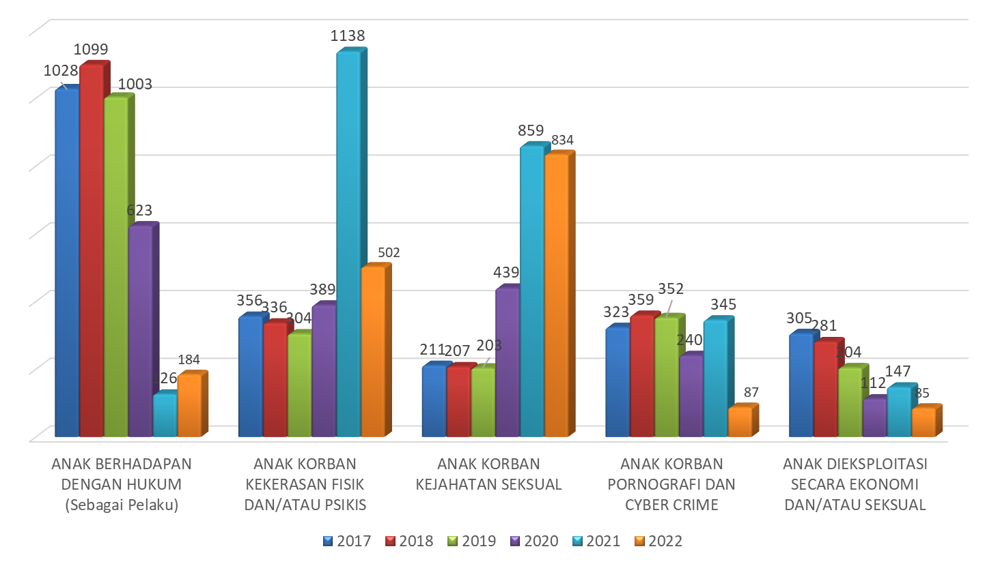 1138
1099
1028
1003
859
834
623
502
439
389
356
336
304
352
359
345
323
305
281
204
240
211
207
203
184
126
112
147
87
85
ANAK BERHADAPAN
DENGAN HUKUM
(Sebagai Pelaku)
ANAK KORBAN
KEKERASAN FISIK
DAN/ATAU PSIKIS
ANAK KORBAN
KEJAHATAN SEKSUAL
ANAK KORBAN
PORNOGRAFI DAN
CYBER CRIME
ANAK DIEKSPLOITASI
SECARA EKONOMI
DAN/ATAU SEKSUAL
2017 2018 2019 2020 2021 2022